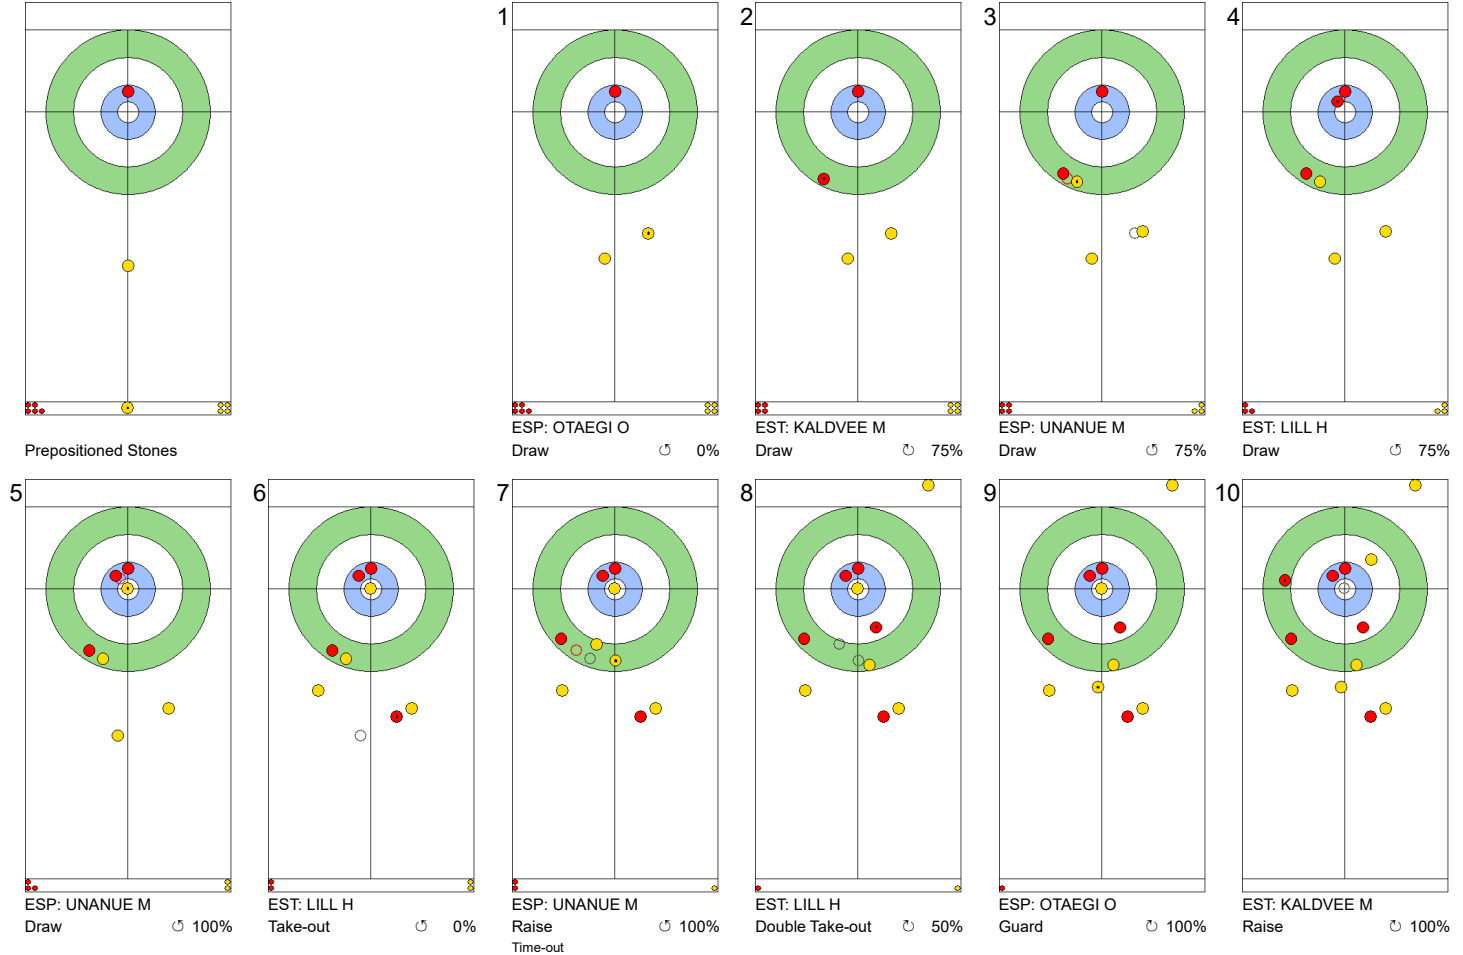 Prepositioned Stones
1
ESP: OTAEGI O
Draw 0%
2
EST: KALDVEE M
Draw 75%
3
ESP: UNANUE M
Draw 75%
4
EST: LILL H
Draw 75%
5
ESP: UNANUE M
Draw 100%
6
EST: LILL H
Take-out 0%
7
ESP: UNANUE M
Raise 100%
Time-out
8
EST: LILL H
Double Take-out 50%
9
ESP: OTAEGI O
Guard 100%
10
EST: KALDVEE M
Raise 100%